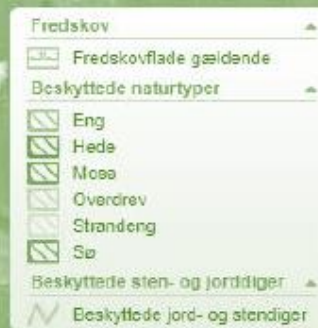 Fredskov
Fredskovflade gældende
Beskyttede naturtyper
Eng
Hede
Mose
Overdrev
Strandeng
Sø
Beskyttede sten- og jorddiger
Beskyttede jord- og stendiger